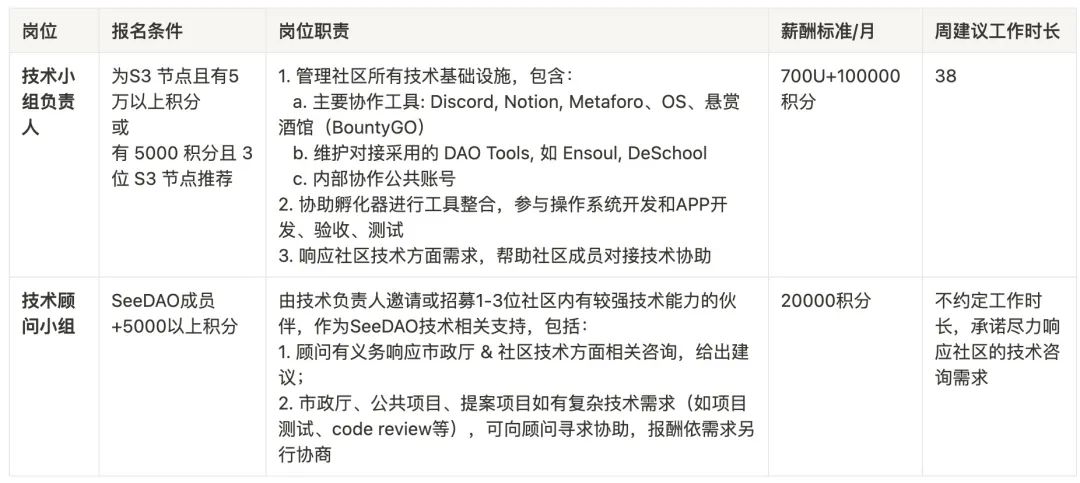 岗位
报名条件
岗位职责
薪酬标准/月
周建议工作时长
技术小
组负责
人
为S3 节点且有5
万以上积分
或
有 5000 积分且 3
位 S3 节点推荐
1. 管理社区所有技术基础设施，包含：
a. 主要协作工具: Discord, Notion, Metaforo、OS、悬赏
酒馆（BountyGO）
b. 维护对接采用的 DAO Tools, 如 Ensoul, DeSchool
c. 内部协作公共账号
2. 协助孵化器进行工具整合，参与操作系统开发和APP开
发、验收、测试
3. 响应社区技术方面需求，帮助社区成员对接技术协助
700U+100000
积分
38
技术顾
问小组
SeeDAO成员
+5000以上积分
由技术负责人邀请或招募1-3位社区内有较强技术能力的伙
伴，作为SeeDAO技术相关支持，包括：
1. 顾问有义务响应市政厅 & 社区技术方面相关咨询，给出建
议；
2. 市政厅、公共项目、提案项目如有复杂技术需求（如项目
测试、code review等），可向顾问寻求协助，报酬依需求另
行协商
20000积分
不约定工作时
长，承诺尽力响
应社区的技术咨
询需求